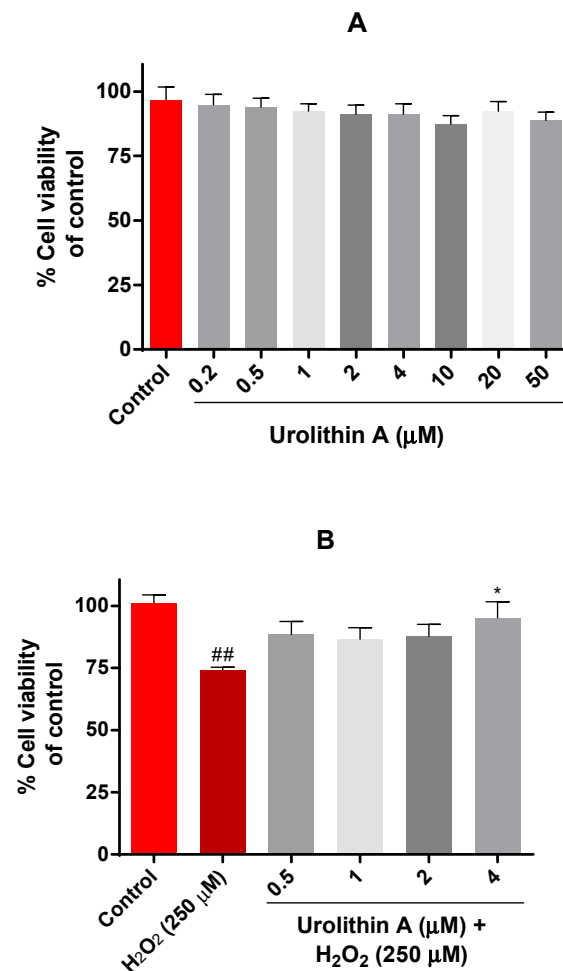 A
% Cell viability
of control
100
75
50
25
0
Control
0.2
0.5
1
2
4
10
20
50
Urolithin A (μM)
B
% Cell viability
of control
100
75
50
25
0
##
*
Control
H₂O₂ (250 μM)
0.5
1
2
4
Urolithin A (μM) +
H₂O₂ (250 μM)